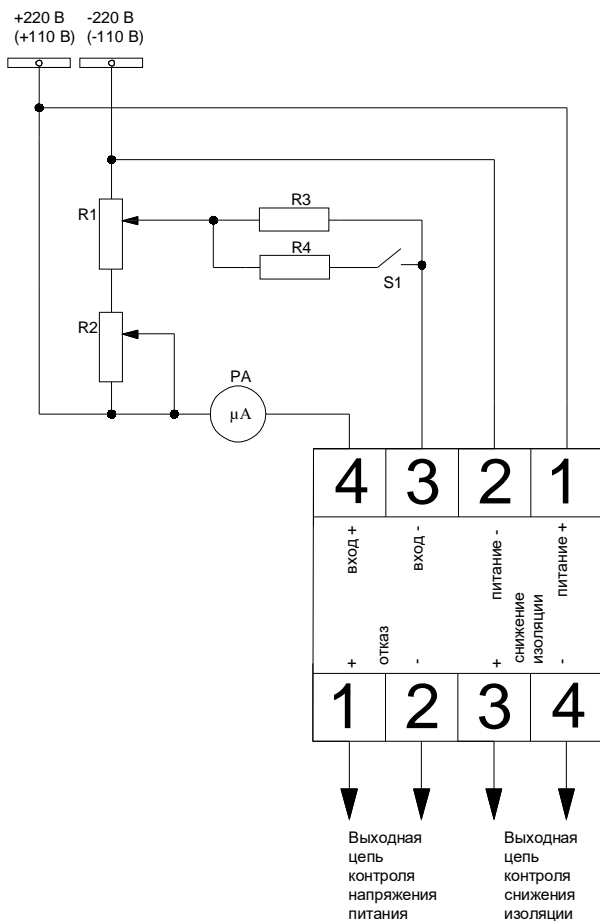 +220 В
(+110 В)
-220 В
(-110 В)
R1
R3
R4
S1
R2
PA
μA
4 3 2 1
вход +
вход -
питание -
питание +
+
отказ
-
+
снижение
изоляции
-
1 2 3 4
Выходная
цепь
контроля
напряжения
питания
Выходная
цепь
контроля
снижения
изоляции